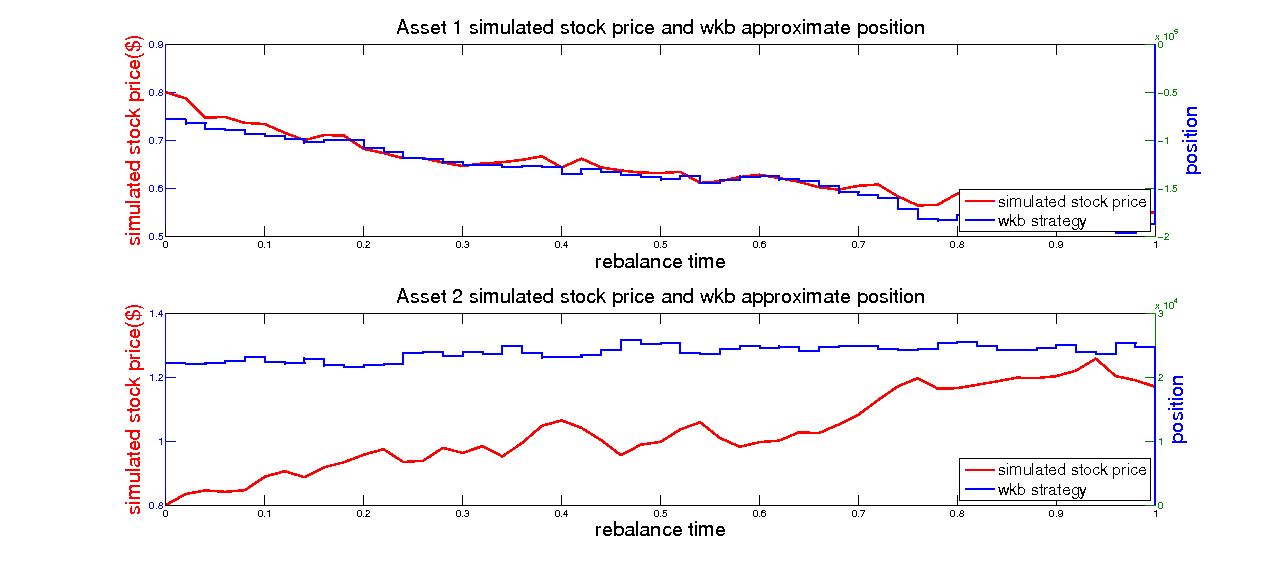 Asset 1 simulated stock price and wkb approximate position
x 10^5
simulated stock price($)
0.9
0.8
0.7
0.6
0.5
0
-0.5
-1
-1.5
-2
position
simulated stock price
wkb strategy
0 0.1 0.2 0.3 0.4 0.5 0.6 0.7 0.8 0.9 1
rebalance time
Asset 2 simulated stock price and wkb approximate position
x 10^4
simulated stock price($)
1.4
1.2
1
0.8
3
2
1
0
position
simulated stock price
wkb strategy
0 0.1 0.2 0.3 0.4 0.5 0.6 0.7 0.8 0.9 1
rebalance time